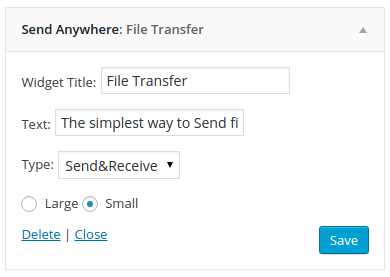 Send Anywhere: File Transfer
Widget Title: File Transfer
Text: The simplest way to Send fi
Type: Send&Receive
Large Small
Delete | Close
Save